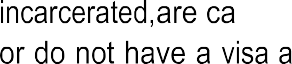 incarcerated,are ca
or do not have a visa a